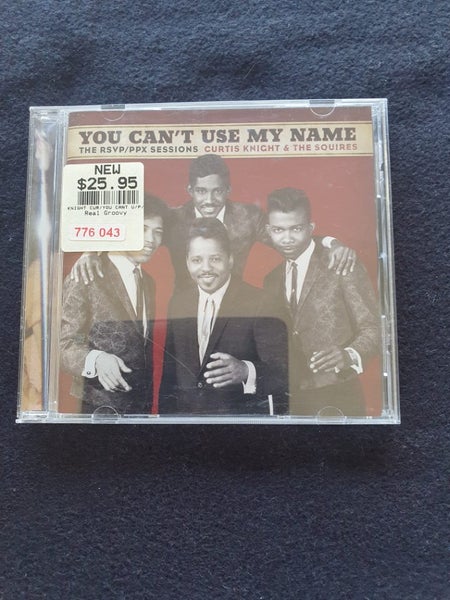 YOU CAN'T USE MY NAME
THE RSVP/PPX SESSIONS CURTIS KNIGHT & THE SQUIRES
NEW
$25.95
KNIGHT CUR/YOU CANT U/P/
Real Groovy
776 043